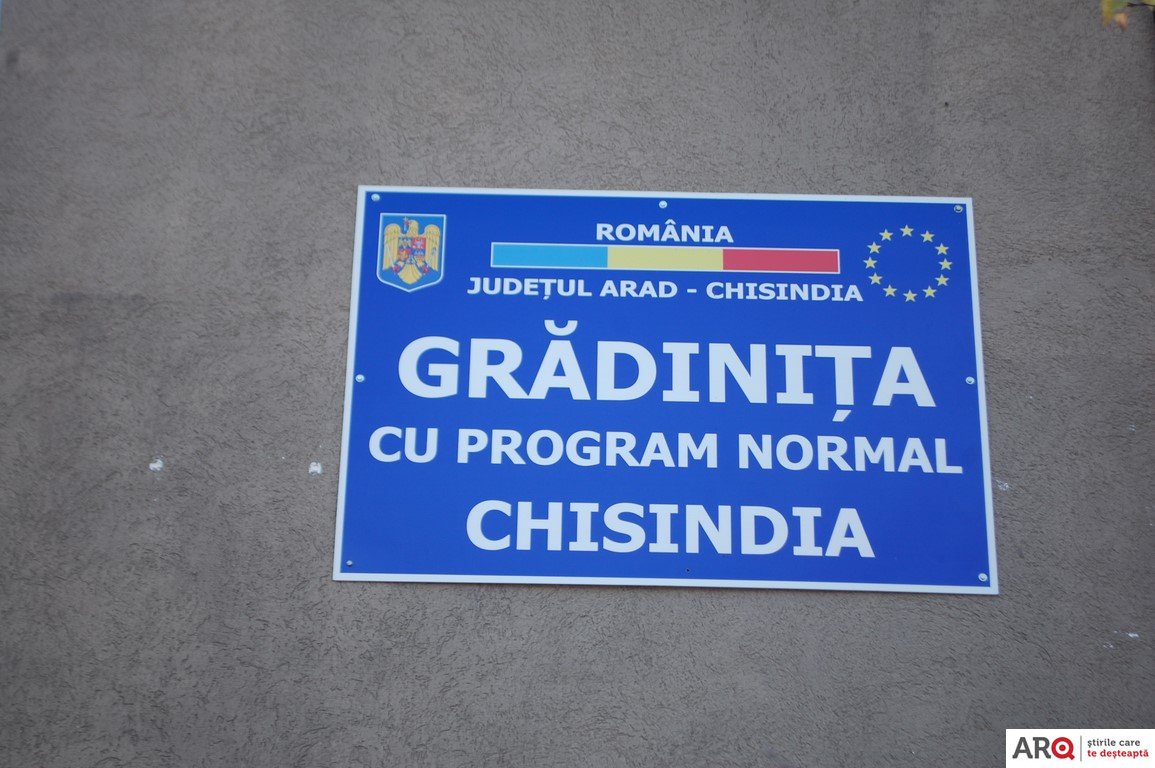 ROMÂNIA
JUDEȚUL ARAD - CHISINDIA
GRĂDINIȚA
CU PROGRAM NORMAL
CHISINDIA
ARQ
știrile care
te deșteaptă